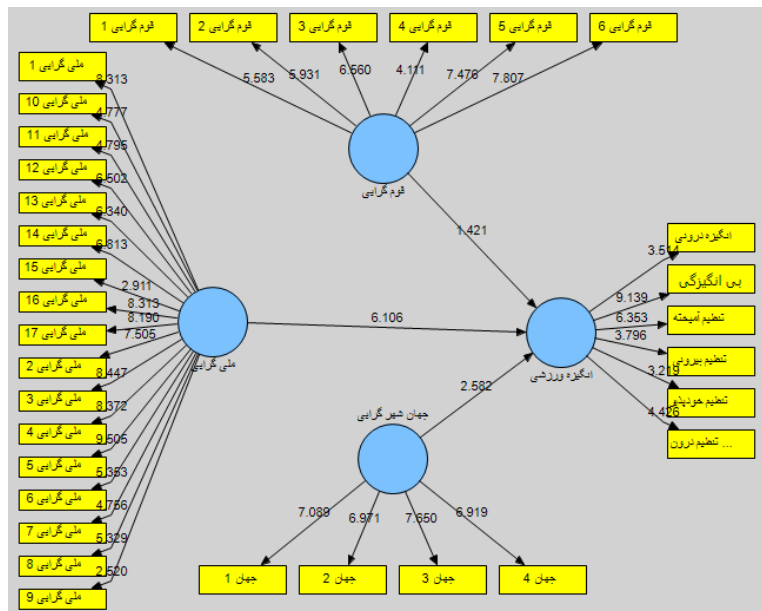 قوم گرایی 1
قوم گرایی 2
قوم گرایی 3
قوم گرایی 4
قوم گرایی 5
قوم گرایی 6
5.583
5.931
6.560
4.111
7.476
7.807
قوم گرایی
1.421
ملی گرایی 1
8.313
ملی گرایی 10
4.777
ملی گرایی 11
4.795
ملی گرایی 12
6.502
ملی گرایی 13
6.340
ملی گرایی 14
6.813
ملی گرایی 15
2.911
ملی گرایی 16
8.313
ملی گرایی 17
8.190
ملی گرایی 2
7.505
ملی گرایی 3
8.447
ملی گرایی 4
8.372
ملی گرایی 5
9.505
ملی گرایی 6
5.353
ملی گرایی 7
4.756
ملی گرایی 8
5.329
ملی گرایی 9
2.520
ملی گرایی
6.106
انگیزه درونی
3.514
بی انگیزگی
9.139
تنظیم آمیخته
6.353
تنظیم بیرونی
3.796
تنظیم خودپذیر
3.219
تنظیم درون ...
4.426
انگیزه ورزشی
2.582
جهان شهر گرایی
7.089
6.971
7.650
6.919
جهان 1
جهان 2
جهان 3
جهان 4